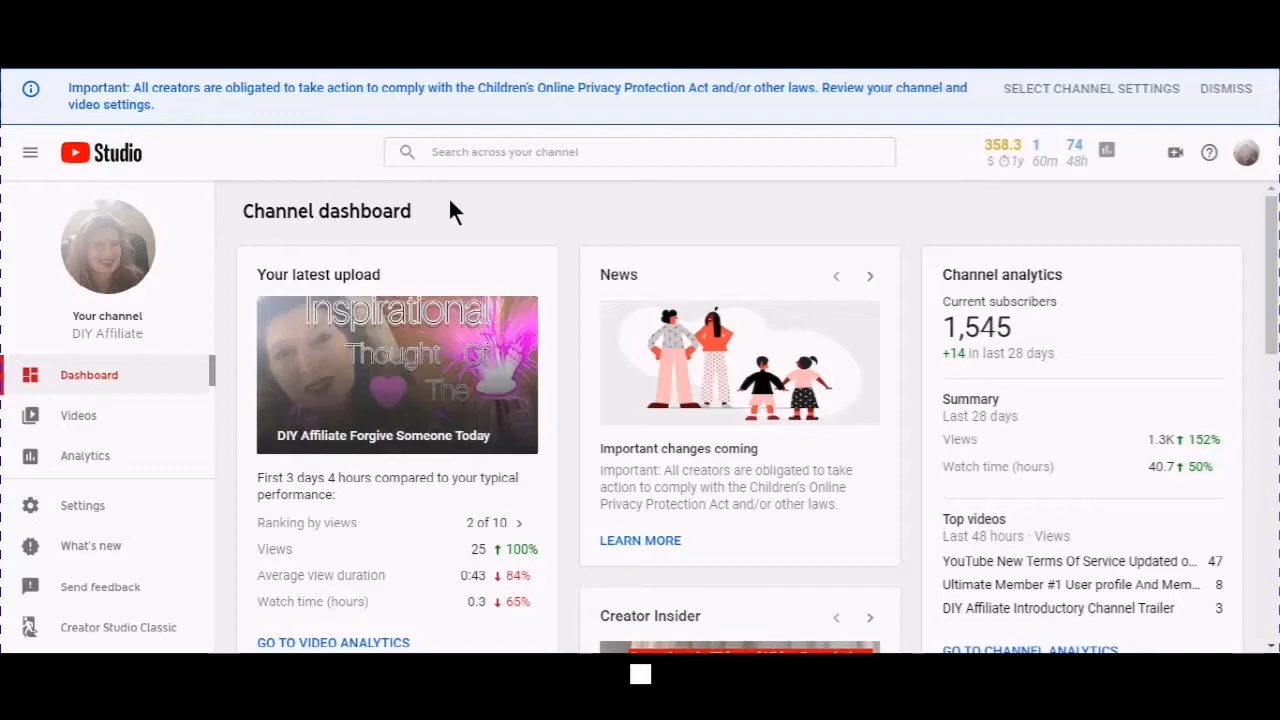 Important: All creators are obligated to take action to comply with the Children's Online Privacy Protection Act and/or other laws. Review your channel and
video settings.
SELECT CHANNEL SETTINGS
DISMISS
Studio
Search across your channel
358.3 1 74
$ 1y 60m 48h
Your channel
DIY Affiliate
Dashboard
Videos
Analytics
Settings
What's new
Send feedback
Creator Studio Classic
Channel dashboard
Your latest upload
Inspirational
Thought Of
The
DIY Affiliate Forgive Someone Today
First 3 days 4 hours compared to your typical
performance:
Ranking by views 2 of 10
Views 25 100%
Average view duration 0:43 84%
Watch time (hours) 0.3 65%
GO TO VIDEO ANALYTICS
News
Important changes coming
Important: All creators are obligated to take
action to comply with the Children's Online
Privacy Protection Act and/or other laws.
LEARN MORE
Creator Insider
Channel analytics
Current subscribers
1,545
+14 in last 28 days
Summary
Last 28 days
Views 1.3K 152%
Watch time (hours) 40.7 50%
Top videos
Last 48 hours · Views
YouTube New Terms Of Service Updated o... 47
Ultimate Member #1 User profile And Mem... 8
DIY Affiliate Introductory Channel Trailer 3
GO TO CHANNEL ANALYTICS